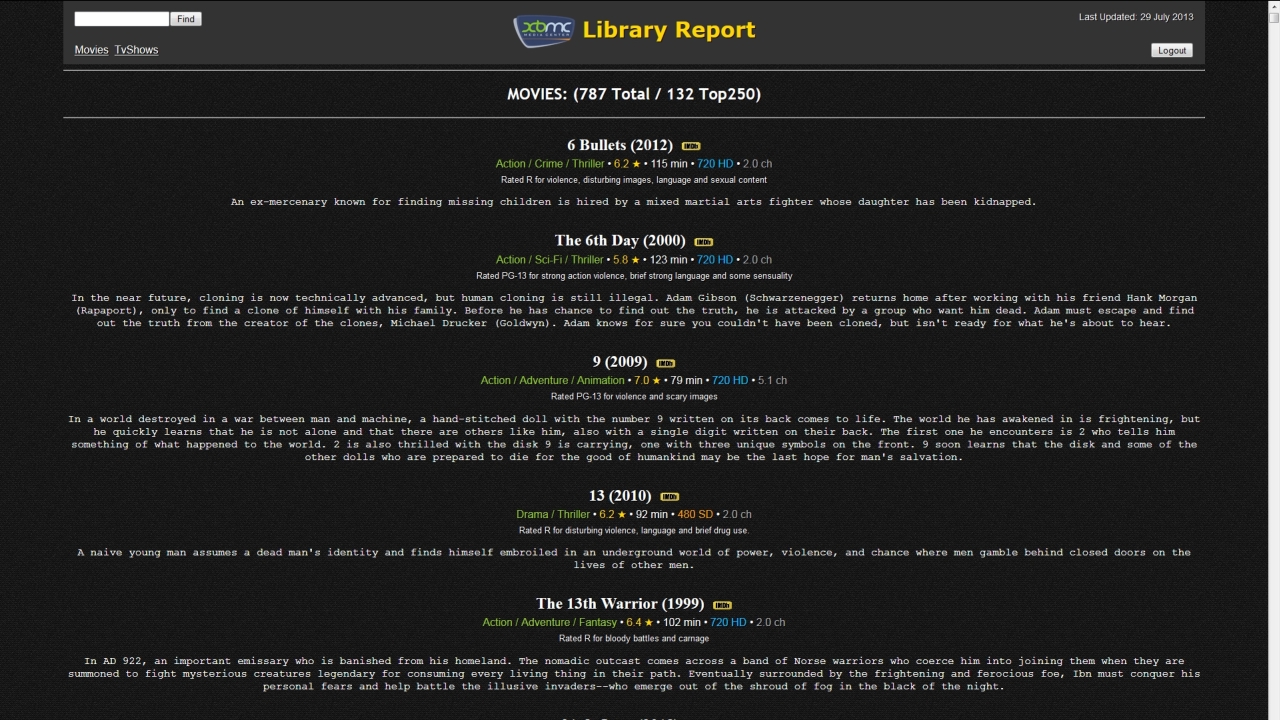 Find
Last Updated: 29 July 2013
xbmc
MEDIA CENTER
Library Report
Movies TvShows
Logout
MOVIES: (787 Total / 132 Top250)
6 Bullets (2012) IMDb
Action / Crime / Thriller • 6.2 ★ • 115 min • 720 HD • 2.0 ch
Rated R for violence, disturbing images, language and sexual content
An ex-mercenary known for finding missing children is hired by a mixed martial arts fighter whose daughter has been kidnapped.
The 6th Day (2000) IMDb
Action / Sci-Fi / Thriller • 5.8 ★ • 123 min • 720 HD • 2.0 ch
Rated PG-13 for strong action violence, brief strong language and some sensuality
In the near future, cloning is now technically advanced, but human cloning is still illegal. Adam Gibson (Schwarzenegger) returns home after working with his friend Hank Morgan
(Rapaport), only to find a clone of himself with his family. Before he has chance to find out the truth, he is attacked by a group who want him dead. Adam must escape and find
out the truth from the creator of the clones, Michael Drucker (Goldwyn). Adam knows for sure you couldn't have been cloned, but isn't ready for what he's about to hear.
9 (2009) IMDb
Action / Adventure / Animation • 7.0 ★ • 79 min • 720 HD • 5.1 ch
Rated PG-13 for violence and scary images
In a world destroyed in a war between man and machine, a hand-stitched doll with the number 9 written on its back comes to life. The world he has awakened in is frightening, but
he quickly learns that he is not alone and that there are others like him, also with a single digit written on their back. The first one he encounters is 2 who tells him
something of what happened to the world. 2 is also thrilled with the disk 9 is carrying, one with three unique symbols on the front. 9 soon learns that the disk and some of the
other dolls who are prepared to die for the good of humankind may be the last hope for man's salvation.
13 (2010) IMDb
Drama / Thriller • 6.2 ★ • 92 min • 480 SD • 2.0 ch
Rated R for disturbing violence, language and brief drug use.
A naive young man assumes a dead man's identity and finds himself embroiled in an underground world of power, violence, and chance where men gamble behind closed doors on the
lives of other men.
The 13th Warrior (1999) IMDb
Action / Adventure / Fantasy • 6.4 ★ • 102 min • 720 HD • 2.0 ch
Rated R for bloody battles and carnage
In AD 922, an important emissary who is banished from his homeland. The nomadic outcast comes across a band of Norse warriors who coerce him into joining them when they are
summoned to fight mysterious creatures legendary for consuming every living thing in their path. Eventually surrounded by the frightening and ferocious foe, Ibn must conquer his
personal fears and help battle the illusive invaders--who emerge out of the shroud of fog in the black of the night.